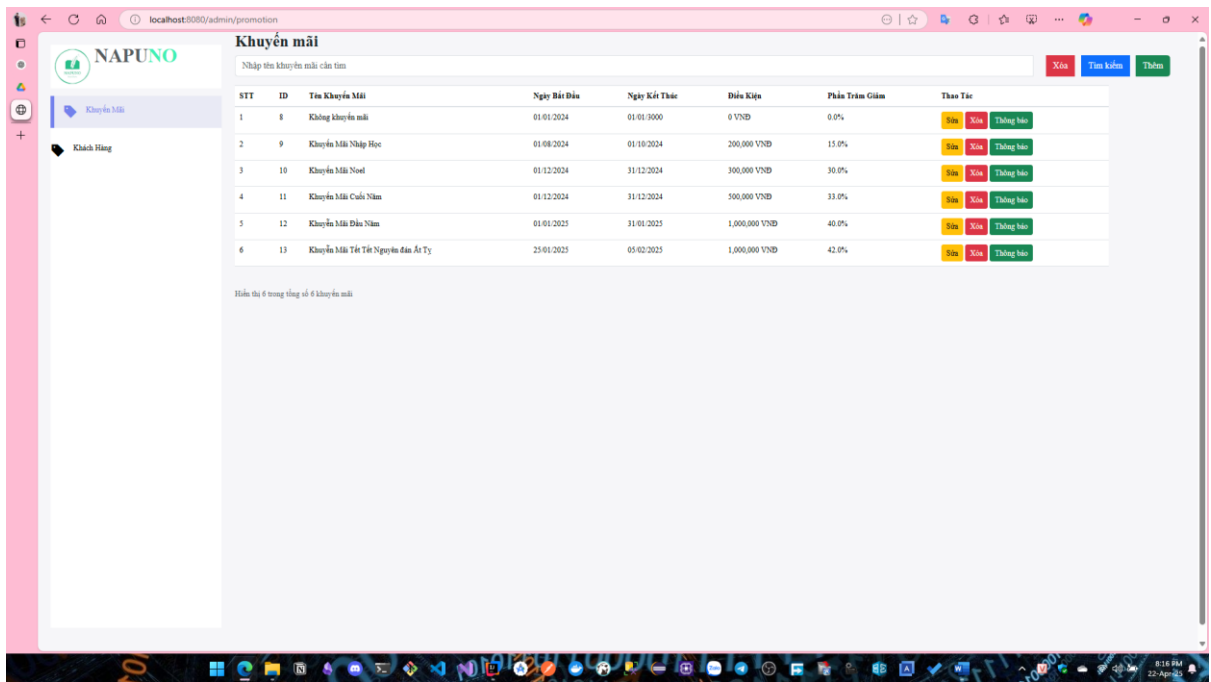 localhost:8080/admin/promotion
NAPUNO
Khuyến Mãi
Khách Hàng
Khuyến mãi
Nhập tên khuyến mãi cần tìm
Xóa Tìm kiếm Thêm
STT ID Tên Khuyến Mãi Ngày Bắt Đầu Ngày Kết Thúc Điều Kiện Phần Trăm Giảm Thao Tác
1 8 Không khuyến mãi 01/01/2024 01/01/3000 0 VNĐ 0.0% Sửa Xóa Thông báo
2 9 Khuyến Mãi Nhập Học 01/08/2024 01/10/2024 200,000 VNĐ 15.0% Sửa Xóa Thông báo
3 10 Khuyến Mãi Noel 01/12/2024 31/12/2024 300,000 VNĐ 30.0% Sửa Xóa Thông báo
4 11 Khuyến Mãi Cuối Năm 01/12/2024 31/12/2024 500,000 VNĐ 33.0% Sửa Xóa Thông báo
5 12 Khuyễn Mãi Đầu Năm 01/01/2025 31/01/2025 1,000,000 VNĐ 40.0% Sửa Xóa Thông báo
6 13 Khuyễn Mãi Tết Tết Nguyên đán Ất Tỵ 25/01/2025 05/02/2025 1,000,000 VNĐ 42.0% Sửa Xóa Thông báo
Hiển thị 6 trong tổng số 6 khuyến mãi
8:16 PM
22-Apr-25